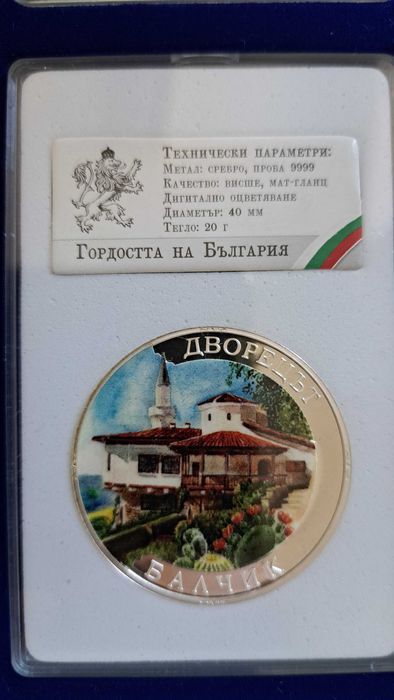 Технически параметри:
Метал: сребро, проба 9999
Качество: висше, мат-гланц
Дигитално оцветяване
Диаметър: 40 мм
Тегло: 20 г
Гордостта на България
ДВОРЕЦЪТ
БАЛЧИК